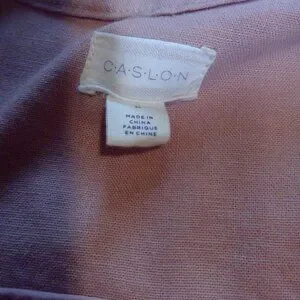 C·A·S·L·O·N
MADE IN
CHINA
FABRIQUÉ
EN CHINE